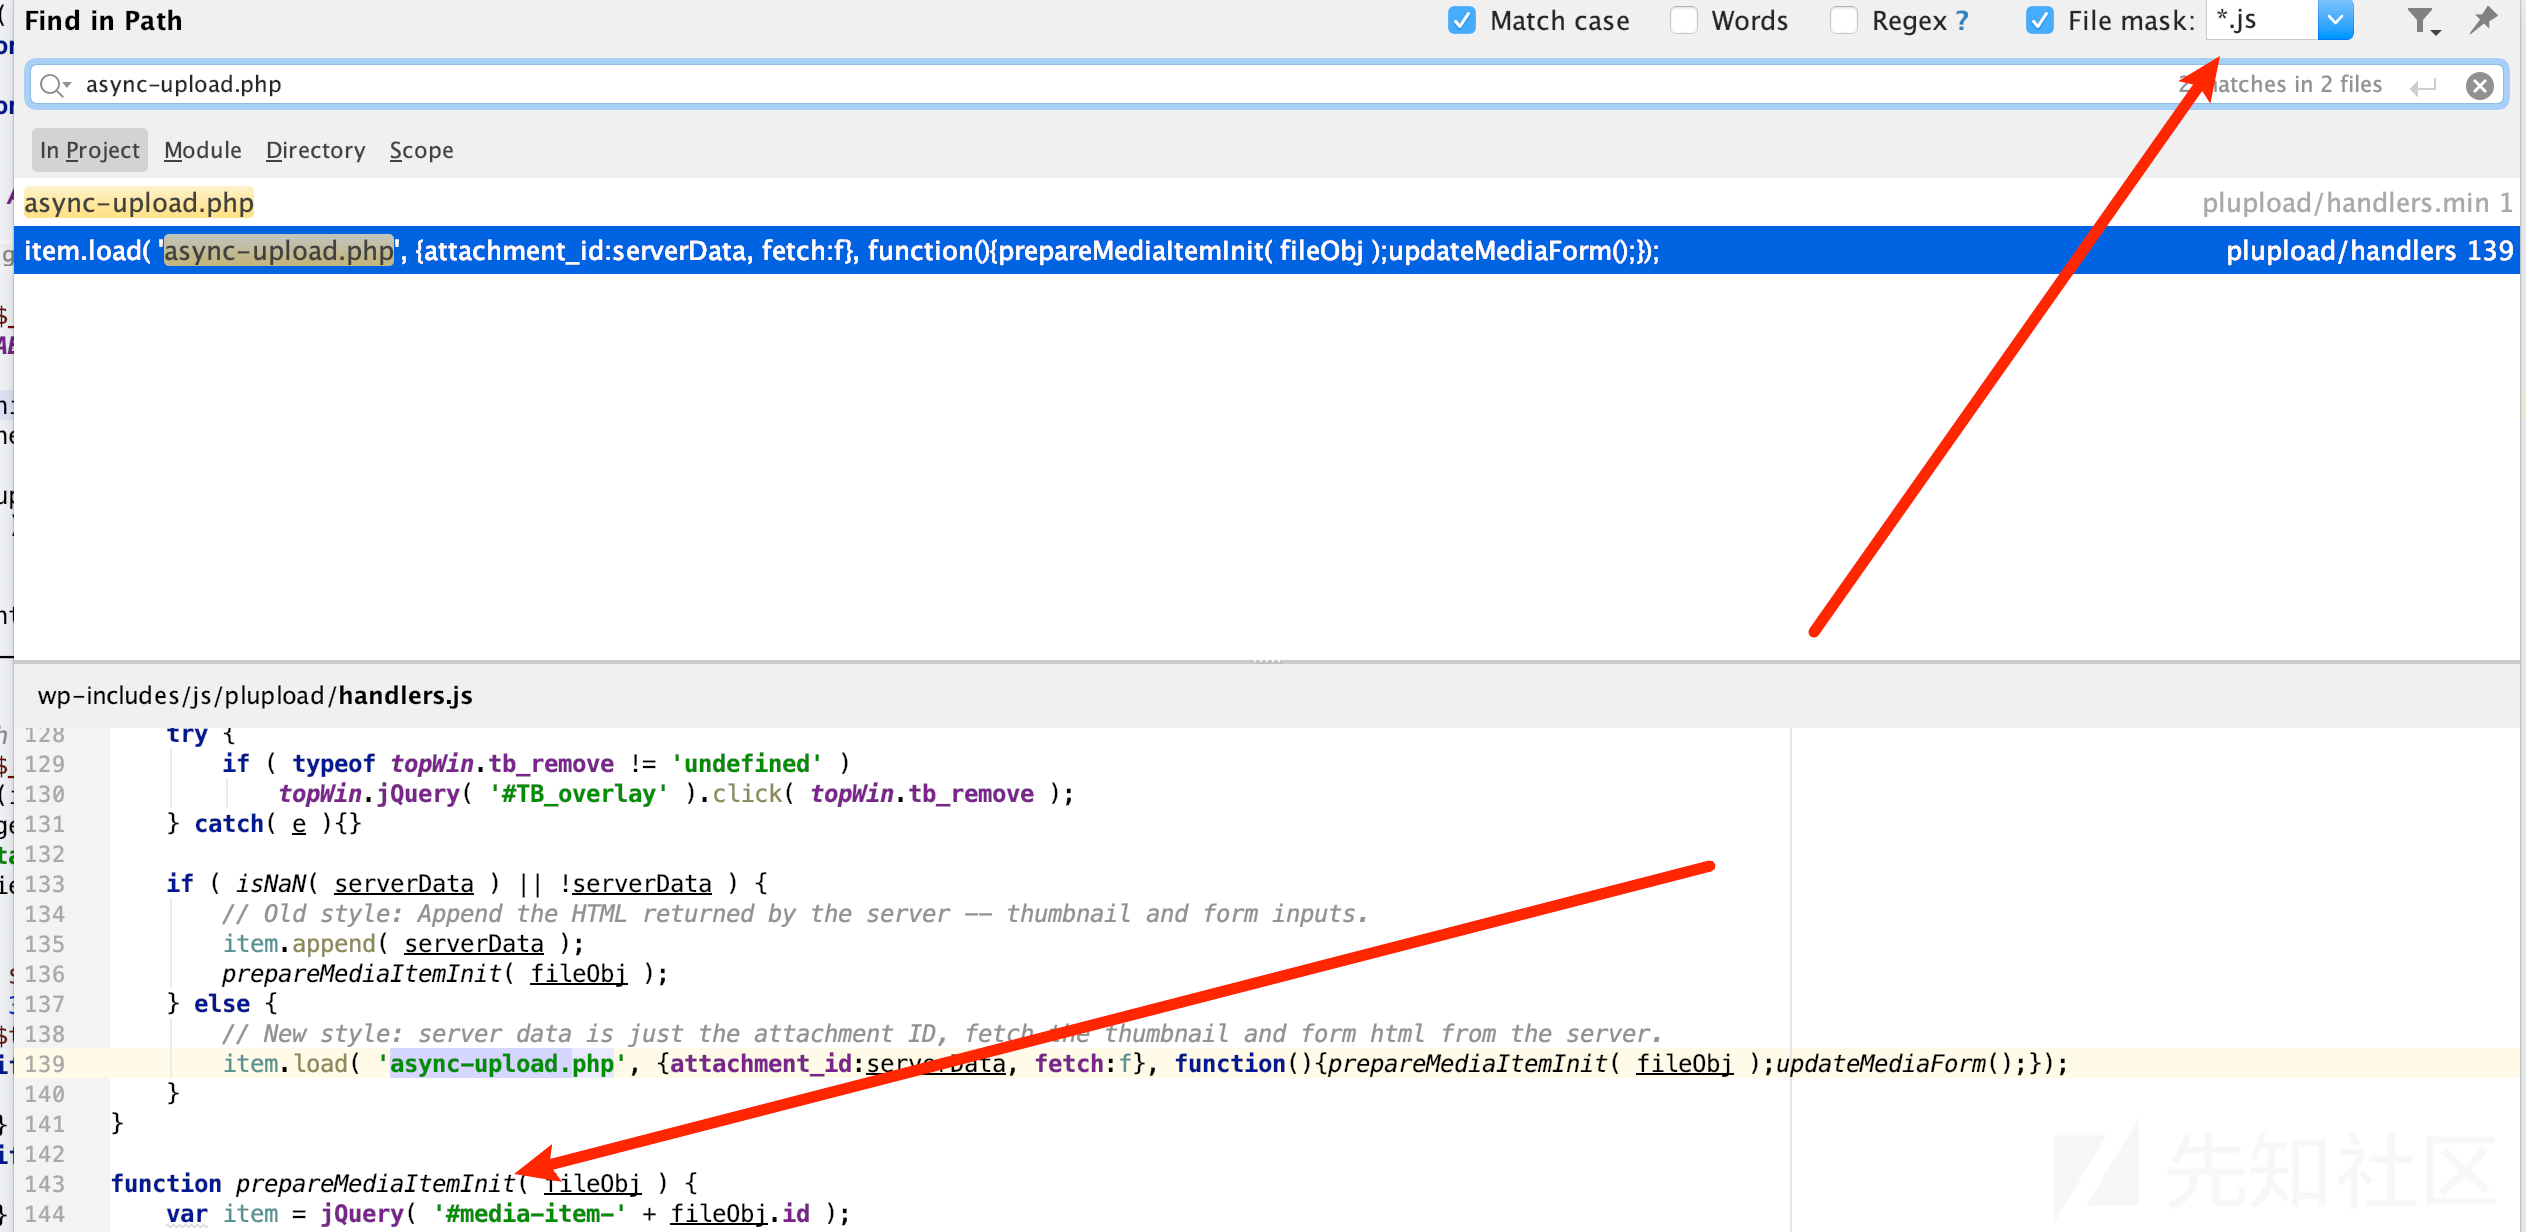 Find in Path
Match case Words Regex ? File mask: *.js
async-upload.php
2 matches in 2 files
In Project Module Directory Scope
async-upload.php plupload/handlers.min 1
item.load( 'async-upload.php', {attachment_id:serverData, fetch:f}, function(){prepareMediaItemInit( fileObj );updateMediaForm();}); plupload/handlers 139
wp-includes/js/plupload/handlers.js
128 try {
129 if ( typeof topWin.tb_remove != 'undefined' )
130 topWin.jQuery( '#TB_overlay' ).click( topWin.tb_remove );
131 } catch( e ){}
132
133 if ( isNaN( serverData ) || !serverData ) {
134 // Old style: Append the HTML returned by the server -- thumbnail and form inputs.
135 item.append( serverData );
136 prepareMediaItemInit( fileObj );
137 } else {
138 // New style: server data is just the attachment ID, fetch the thumbnail and form html from the server.
139 item.load( 'async-upload.php', {attachment_id:serverData, fetch:f}, function(){prepareMediaItemInit( fileObj );updateMediaForm();});
140 }
141 }
142
143 function prepareMediaItemInit( fileObj ) {
144 var item = jQuery( '#media-item-' + fileObj.id );
先知社区